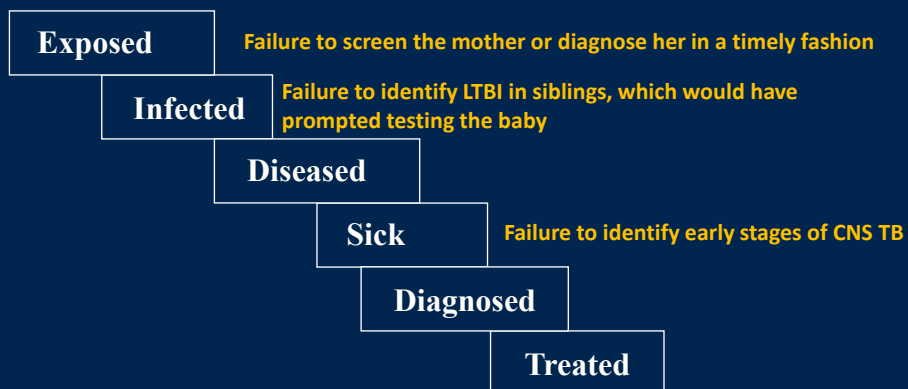 Exposed
Failure to screen the mother or diagnose her in a timely fashion
Infected
Failure to identify LTBI in siblings, which would have
prompted testing the baby
Diseased
Sick
Failure to identify early stages of CNS TB
Diagnosed
Treated